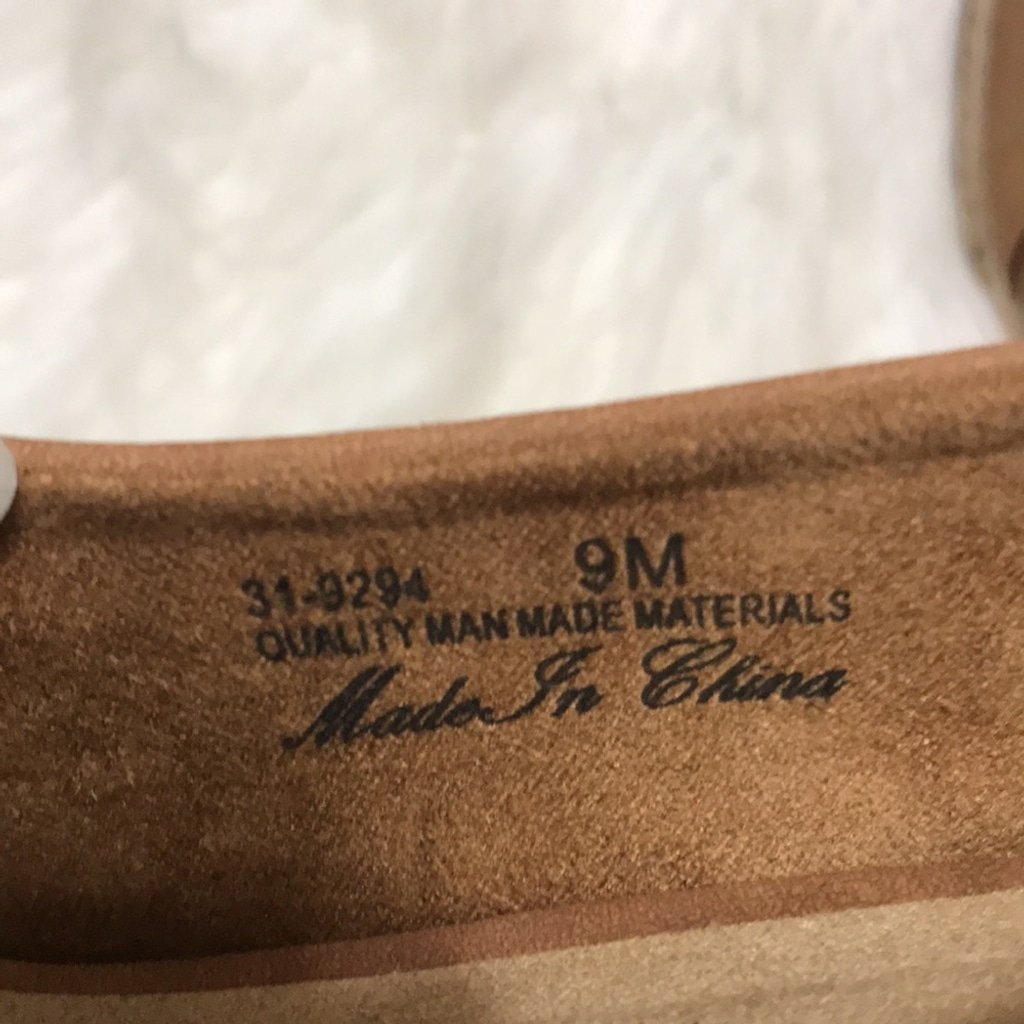 31-9294 9M
QUALITY MAN MADE MATERIALS
Made In China